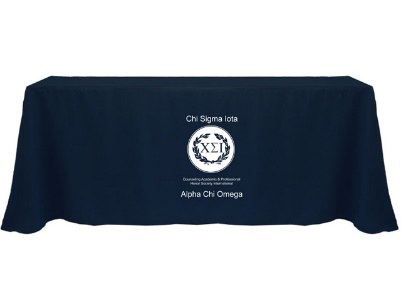 Chi Sigma Iota
ΧΣΙ
Counseling Academic & Professional
Honor Society International
Alpha Chi Omega